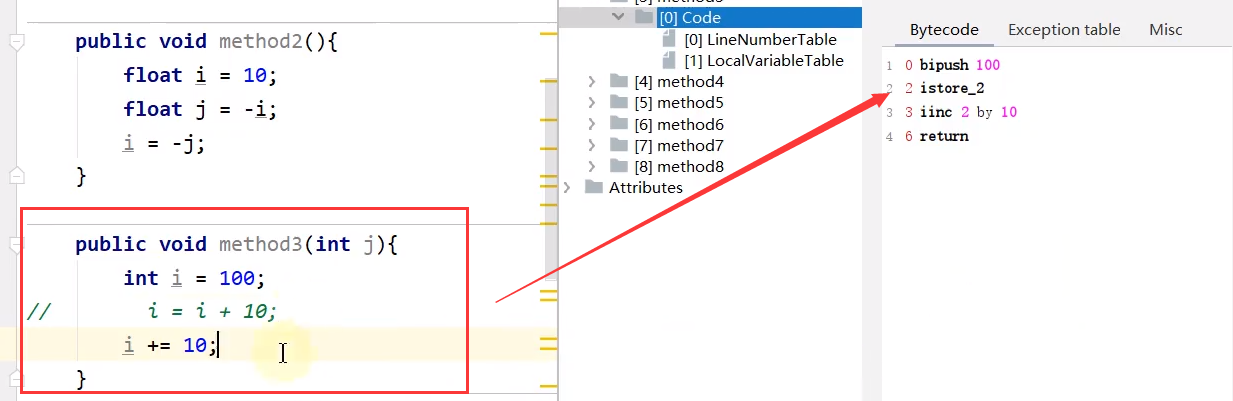 public void method2(){
float i = 10;
float j = -i;
i = -j;
}
public void method3(int j){
int i = 100;
// i = i + 10;
i += 10;
}
[0] Code
[0] LineNumberTable
[1] LocalVariableTable
[4] method4
[5] method5
[6] method6
[7] method7
[8] method8
Attributes
Bytecode Exception table Misc
1 0 bipush 100
2 2 istore_2
3 3 iinc 2 by 10
4 6 return